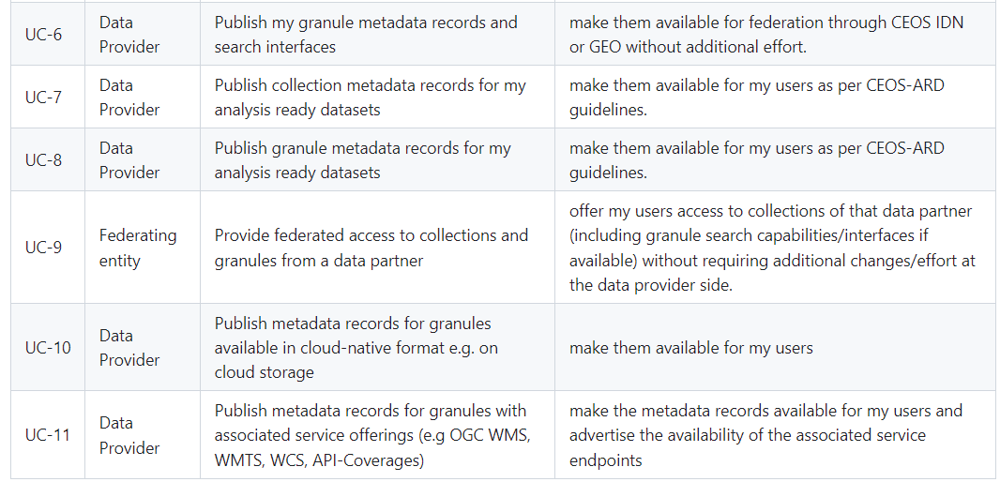 UC-6
Data
Provider
Publish my granule metadata records and
search interfaces
make them available for federation through CEOS IDN
or GEO without additional effort.
UC-7
Data
Provider
Publish collection metadata records for my
analysis ready datasets
make them available for my users as per CEOS-ARD
guidelines.
UC-8
Data
Provider
Publish granule metadata records for my
analysis ready datasets
make them available for my users as per CEOS-ARD
guidelines.
UC-9
Federating
entity
Provide federated access to collections and
granules from a data partner
offer my users access to collections of that data partner
(including granule search capabilities/interfaces if
available) without requiring additional changes/effort at
the data provider side.
UC-10
Data
Provider
Publish metadata records for granules
available in cloud-native format e.g. on
cloud storage
make them available for my users
UC-11
Data
Provider
Publish metadata records for granules with
associated service offerings (e.g OGC WMS,
WMTS, WCS, API-Coverages)
make the metadata records available for my users and
advertise the availability of the associated service
endpoints